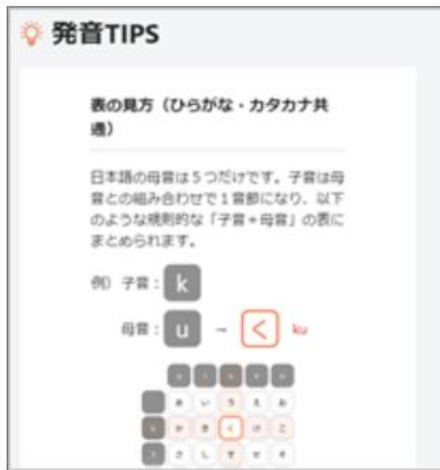 発音TIPS
表の見方（ひらがな・カタカナ共
通）
日本語の母音は５つだけです。子音は母
音との組み合わせで１音節になり、以下
のような規則的な「子音＋母音」の表に
まとめられます。
例）子音： k
母音： u → く ku
あ い う え お
か き く け こ
さ し す せ そ